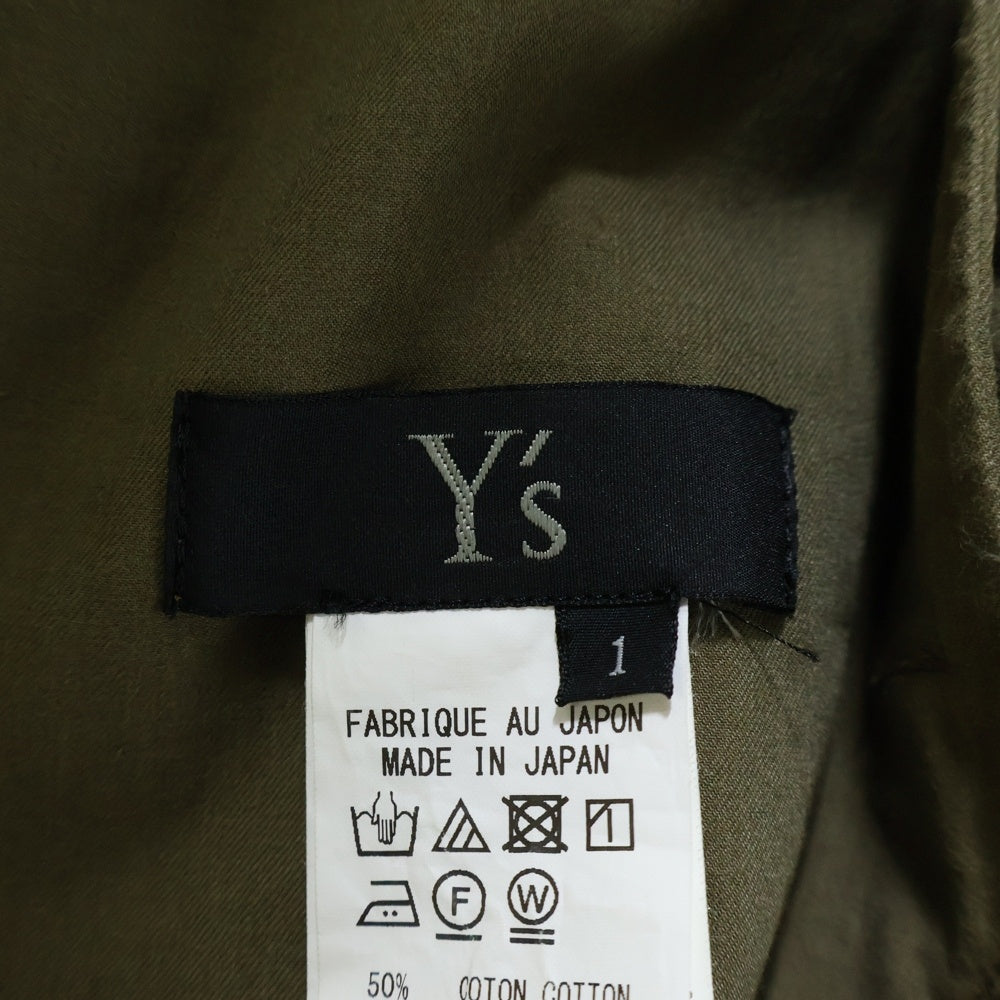 Y's
1
FABRIQUE AU JAPON
MADE IN JAPAN
F W
50% COTON COTTON